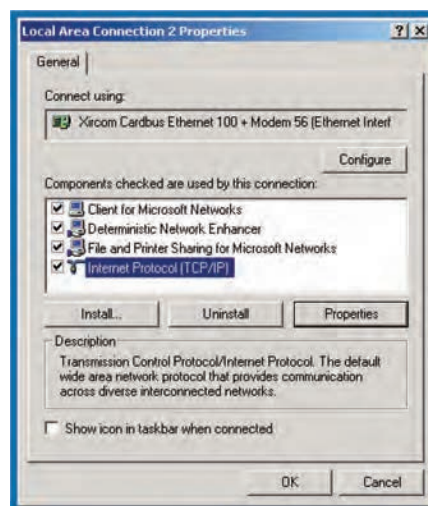 Local Area Connection 2 Properties
General
Connect using:
Xircom Cardbus Ethernet 100 + Modem 56 (Ethernet Interf
Configure
Components checked are used by this connection:
Client for Microsoft Networks
Deterministic Network Enhancer
File and Printer Sharing for Microsoft Networks
Internet Protocol (TCP/IP)
Install... Uninstall Properties
Description
Transmission Control Protocol/Internet Protocol. The default
wide area network protocol that provides communication
across diverse interconnected networks.
Show icon in taskbar when connected
OK Cancel